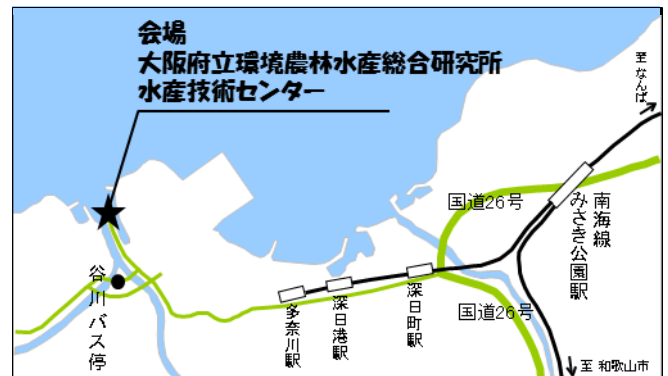 会場
大阪府立環境農林水産総合研究所
水産技術センター
至 なんば
国道26号
南海線
みさき公園駅
国道26号
深日町駅
深日港駅
多奈川駅
谷川バス停
至 和歌山市